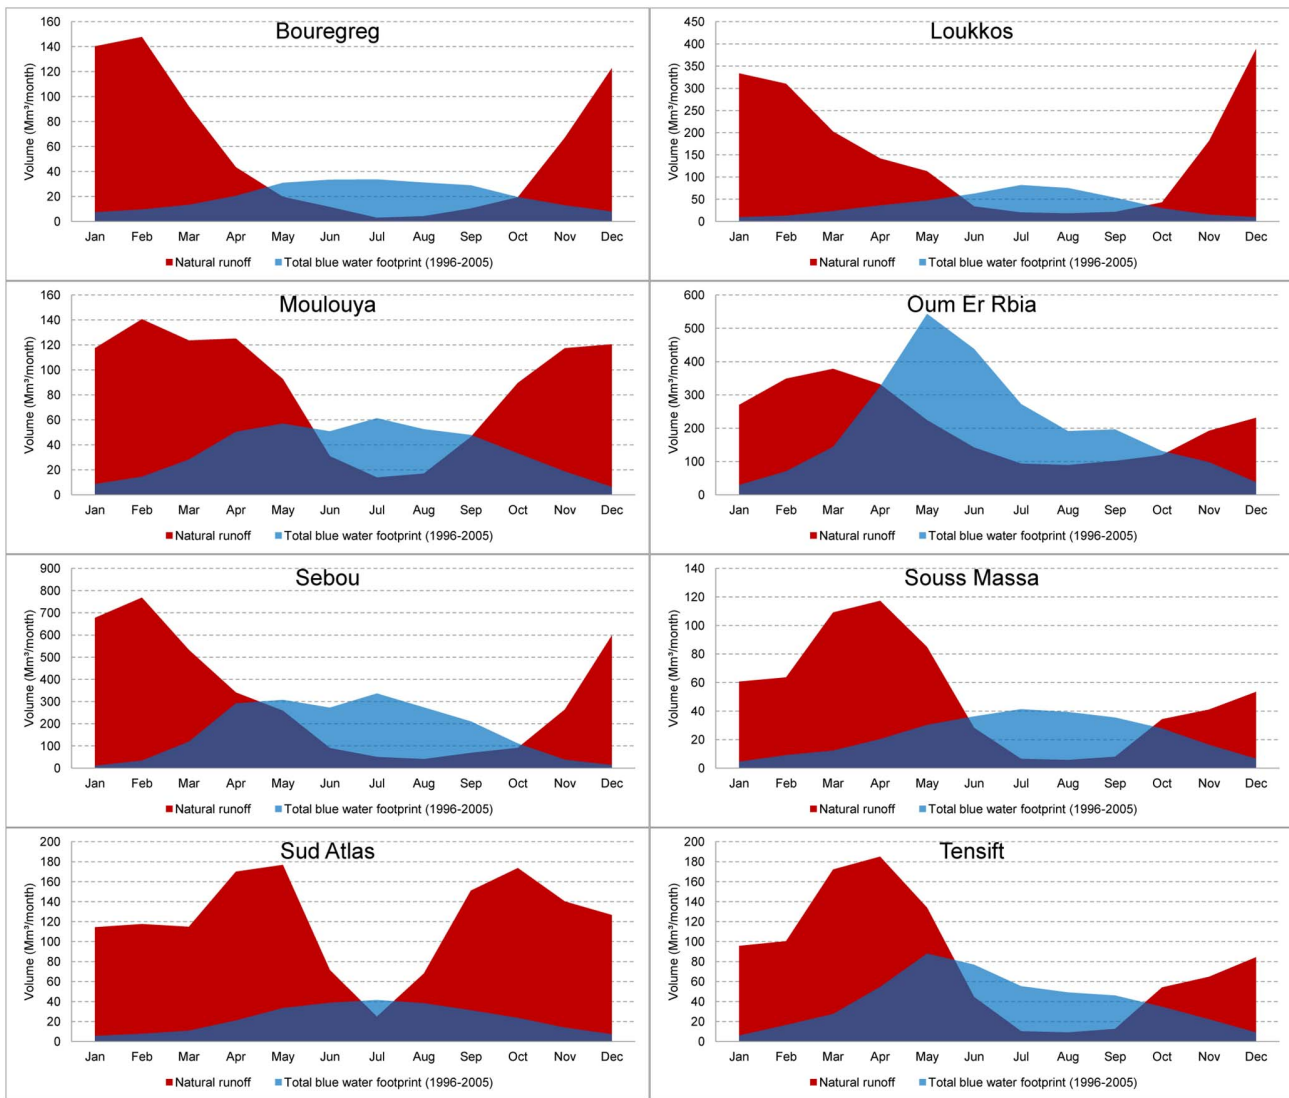 Bouregreg
Volume (Mm³/month)
160
140
120
100
80
60
40
20
0
Jan Feb Mar Apr May Jun Jul Aug Sep Oct Nov Dec
Natural runoff Total blue water footprint (1996-2005)
Loukkos
Volume (Mm³/month)
450
400
350
300
250
200
150
100
50
0
Jan Feb Mar Apr May Jun Jul Aug Sep Oct Nov Dec
Natural runoff Total blue water footprint (1996-2005)
Moulouya
Volume (Mm³/month)
160
140
120
100
80
60
40
20
0
Jan Feb Mar Apr May Jun Jul Aug Sep Oct Nov Dec
Natural runoff Total blue water footprint (1996-2005)
Oum Er Rbia
Volume (Mm³/month)
600
500
400
300
200
100
0
Jan Feb Mar Apr May Jun Jul Aug Sep Oct Nov Dec
Natural runoff Total blue water footprint (1996-2005)
Sebou
Volume (Mm³/month)
900
800
700
600
500
400
300
200
100
0
Jan Feb Mar Apr May Jun Jul Aug Sep Oct Nov Dec
Natural runoff Total blue water footprint (1996-2005)
Souss Massa
Volume (Mm³/month)
140
120
100
80
60
40
20
0
Jan Feb Mar Apr May Jun Jul Aug Sep Oct Nov Dec
Natural runoff Total blue water footprint (1996-2005)
Sud Atlas
Volume (Mm³/month)
200
180
160
140
120
100
80
60
40
20
0
Jan Feb Mar Apr May Jun Jul Aug Sep Oct Nov Dec
Natural runoff Total blue water footprint (1996-2005)
Tensift
Volume (Mm³/month)
200
180
160
140
120
100
80
60
40
20
0
Jan Feb Mar Apr May Jun Jul Aug Sep Oct Nov Dec
Natural runoff Total blue water footprint (1996-2005)